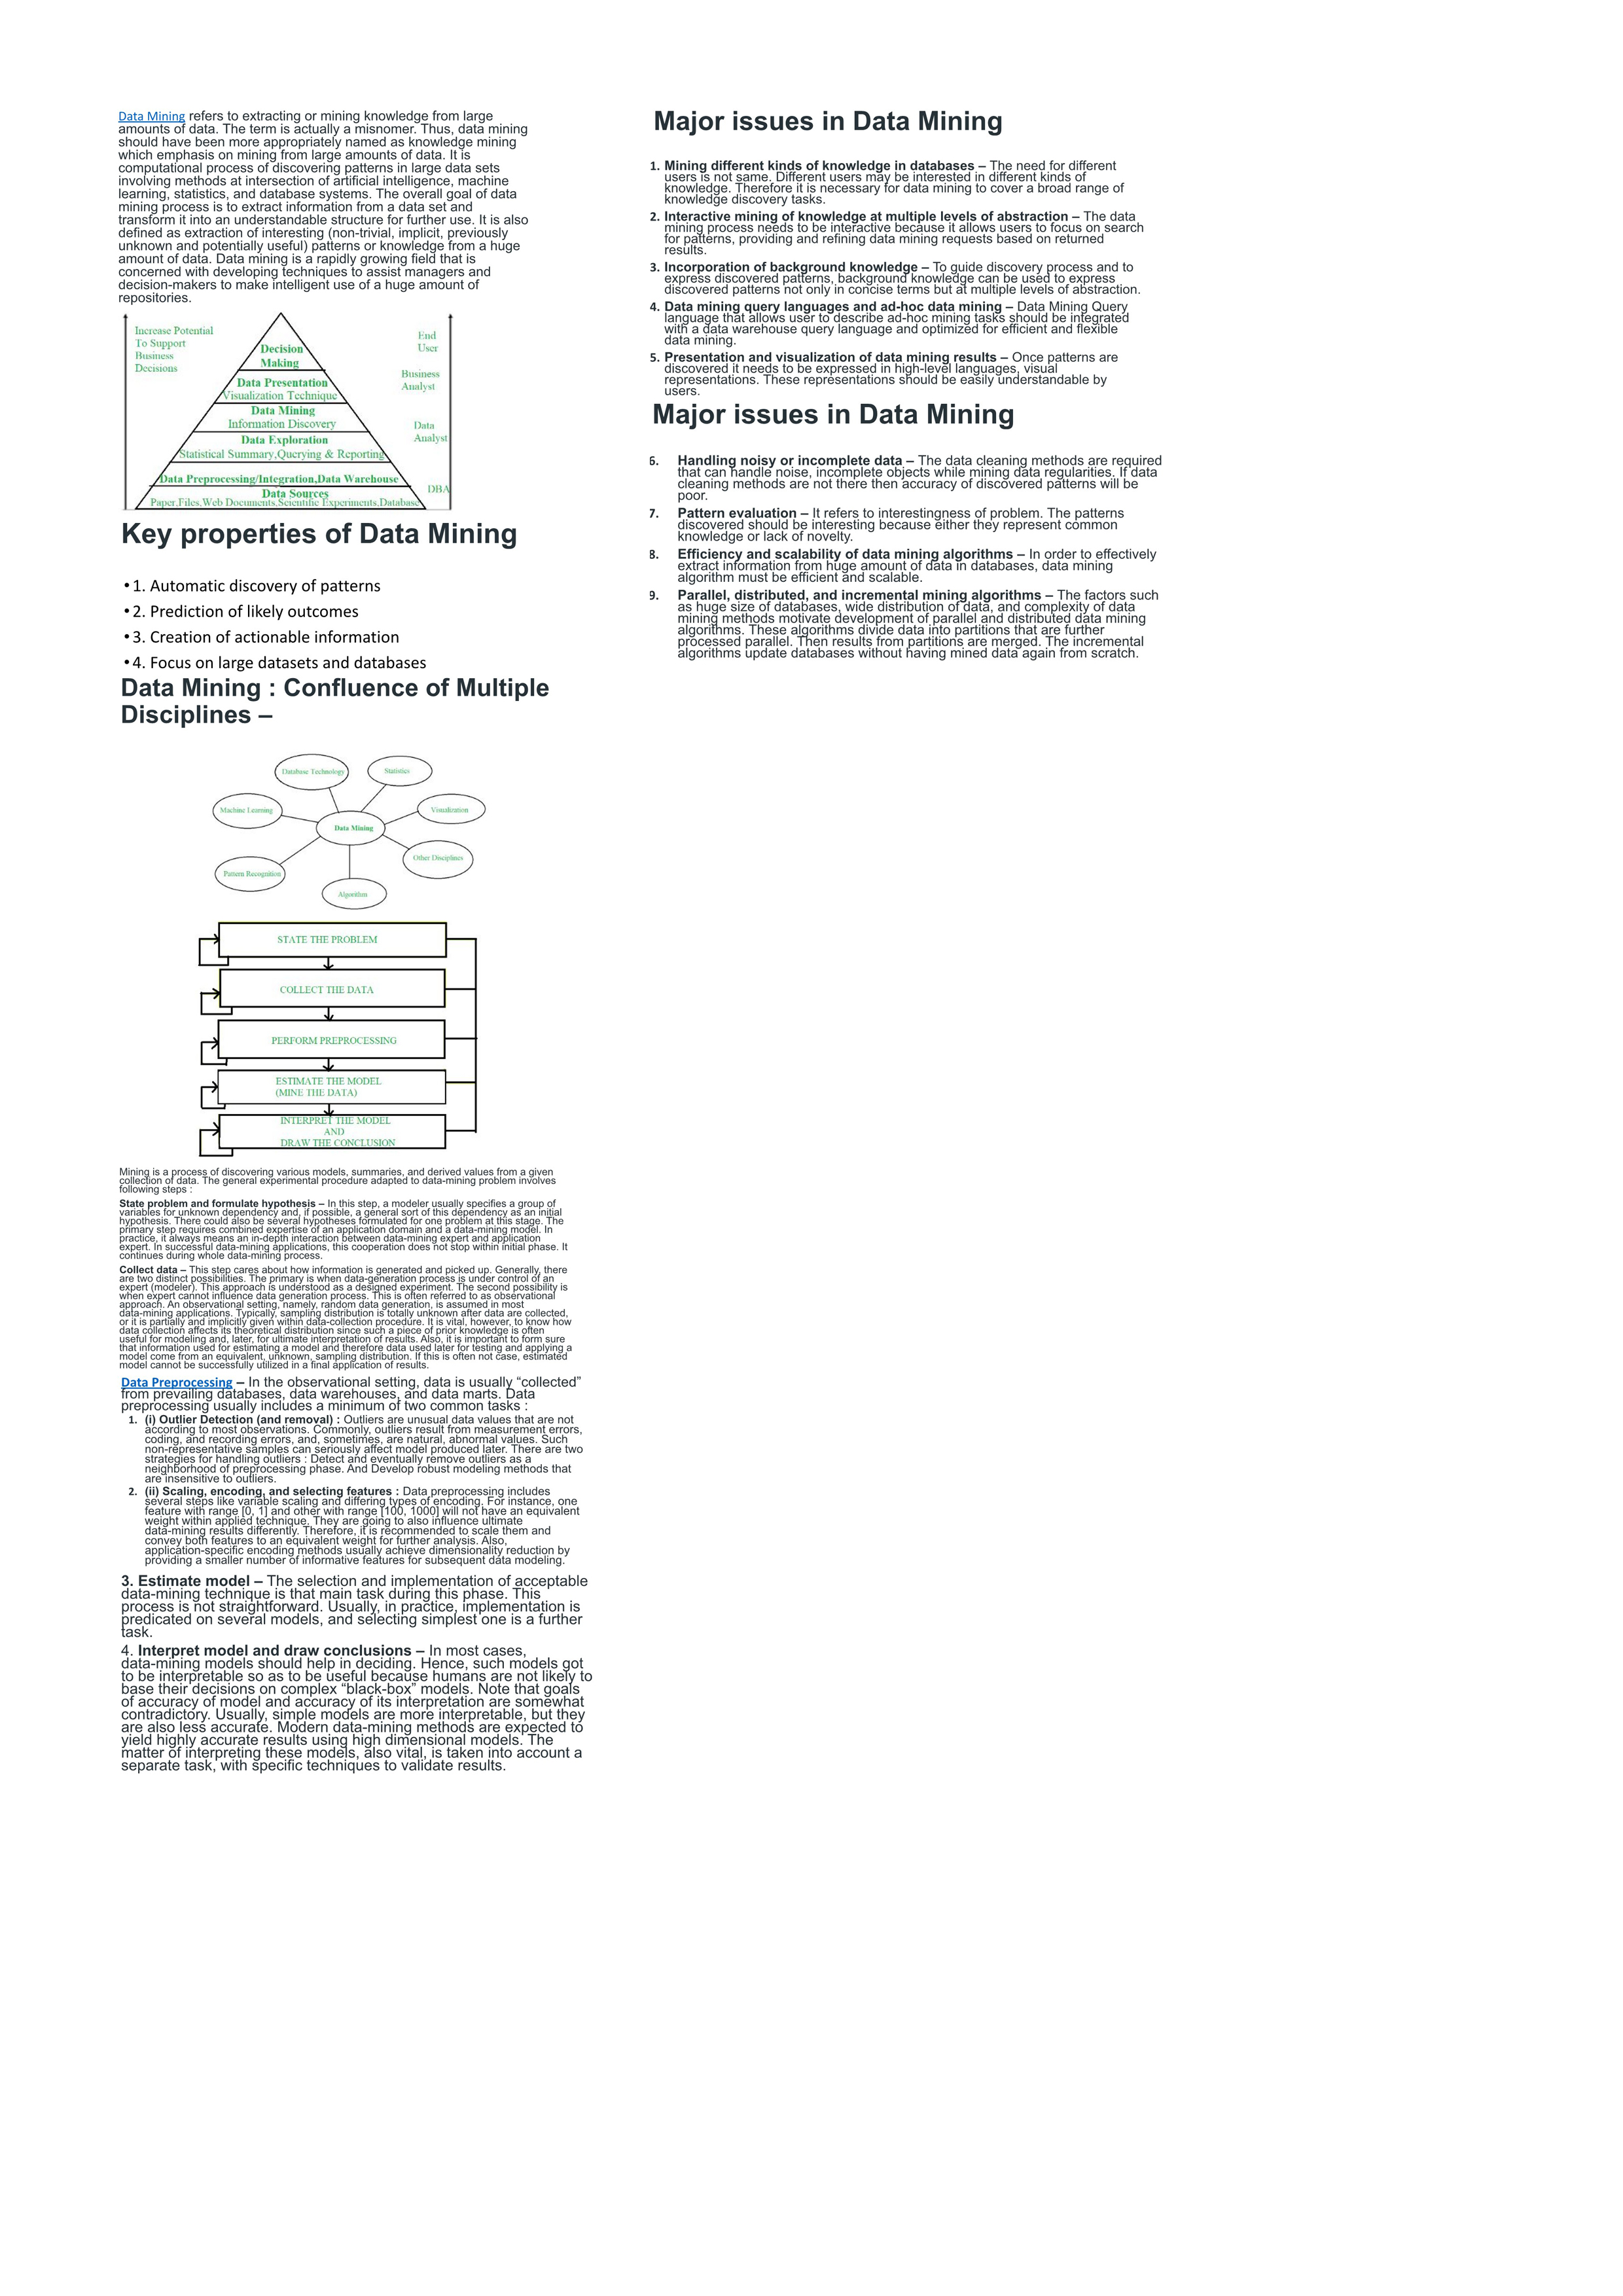 Data Mining refers to extracting or mining knowledge from large
amounts of data. The term is actually a misnomer. Thus, data mining
should have been more appropriately named as knowledge mining
which emphasis on mining from large amounts of data. It is
computational process of discovering patterns in large data sets
involving methods at intersection of artificial intelligence, machine
learning, statistics, and database systems. The overall goal of data
mining process is to extract information from a data set and
transform it into an understandable structure for further use. It is also
defined as extraction of interesting (non-trivial, implicit, previously
unknown and potentially useful) patterns or knowledge from a huge
amount of data. Data mining is a rapidly growing field that is
concerned with developing techniques to assist managers and
decision-makers to make intelligent use of a huge amount of
repositories.
Increase Potential
To Support
Business
Decisions
End
User
Business
Analyst
Data
Analyst
DBA
Decision
Making
Data Presentation
Visualization Technique
Data Mining
Information Discovery
Data Exploration
Statistical Summary,Querying & Reporting
Data Preprocessing/Integration,Data Warehouse
Data Sources
Paper,Files,Web Documents,Scientific Experiments,Database
Key properties of Data Mining
• 1. Automatic discovery of patterns
• 2. Prediction of likely outcomes
• 3. Creation of actionable information
• 4. Focus on large datasets and databases
Data Mining : Confluence of Multiple
Disciplines –
Database Technology
Statistics
Machine Learning
Visualization
Data Mining
Other Disciplines
Pattern Recognition
Algorithm
STATE THE PROBLEM
COLLECT THE DATA
PERFORM PREPROCESSING
ESTIMATE THE MODEL
(MINE THE DATA)
INTERPRET THE MODEL
AND
DRAW THE CONCLUSION
Mining is a process of discovering various models, summaries, and derived values from a given
collection of data. The general experimental procedure adapted to data-mining problem involves
following steps :
State problem and formulate hypothesis – In this step, a modeler usually specifies a group of
variables for unknown dependency and, if possible, a general sort of this dependency as an initial
hypothesis. There could also be several hypotheses formulated for one problem at this stage. The
primary step requires combined expertise of an application domain and a data-mining model. In
practice, it always means an in-depth interaction between data-mining expert and application
expert. In successful data-mining applications, this cooperation does not stop within initial phase. It
continues during whole data-mining process.
Collect data – This step cares about how information is generated and picked up. Generally, there
are two distinct possibilities. The primary is when data-generation process is under control of an
expert (modeler). This approach is understood as a designed experiment. The second possibility is
when expert cannot influence data generation process. This is often referred to as observational
approach. An observational setting, namely, random data generation, is assumed in most
data-mining applications. Typically, sampling distribution is totally unknown after data are collected,
or it is partially and implicitly given within data-collection procedure. It is vital, however, to know how
data collection affects its theoretical distribution since such a piece of prior knowledge is often
useful for modeling and, later, for ultimate interpretation of results. Also, it is important to form sure
that information used for estimating a model and therefore data used later for testing and applying a
model come from an equivalent, unknown, sampling distribution. If this is often not case, estimated
model cannot be successfully utilized in a final application of results.
Data Preprocessing – In the observational setting, data is usually “collected”
from prevailing databases, data warehouses, and data marts. Data
preprocessing usually includes a minimum of two common tasks :
1. (i) Outlier Detection (and removal) : Outliers are unusual data values that are not
according to most observations. Commonly, outliers result from measurement errors,
coding, and recording errors, and, sometimes, are natural, abnormal values. Such
non-representative samples can seriously affect model produced later. There are two
strategies for handling outliers : Detect and eventually remove outliers as a
neighborhood of preprocessing phase. And Develop robust modeling methods that
are insensitive to outliers.
2. (ii) Scaling, encoding, and selecting features : Data preprocessing includes
several steps like variable scaling and differing types of encoding. For instance, one
feature with range [0, 1] and other with range [100, 1000] will not have an equivalent
weight within applied technique. They are going to also influence ultimate
data-mining results differently. Therefore, it is recommended to scale them and
convey both features to an equivalent weight for further analysis. Also,
application-specific encoding methods usually achieve dimensionality reduction by
providing a smaller number of informative features for subsequent data modeling.
3. Estimate model – The selection and implementation of acceptable
data-mining technique is that main task during this phase. This
process is not straightforward. Usually, in practice, implementation is
predicated on several models, and selecting simplest one is a further
task.
4. Interpret model and draw conclusions – In most cases,
data-mining models should help in deciding. Hence, such models got
to be interpretable so as to be useful because humans are not likely to
base their decisions on complex “black-box” models. Note that goals
of accuracy of model and accuracy of its interpretation are somewhat
contradictory. Usually, simple models are more interpretable, but they
are also less accurate. Modern data-mining methods are expected to
yield highly accurate results using high dimensional models. The
matter of interpreting these models, also vital, is taken into account a
separate task, with specific techniques to validate results.
Major issues in Data Mining
1. Mining different kinds of knowledge in databases – The need for different
users is not same. Different users may be interested in different kinds of
knowledge. Therefore it is necessary for data mining to cover a broad range of
knowledge discovery tasks.
2. Interactive mining of knowledge at multiple levels of abstraction – The data
mining process needs to be interactive because it allows users to focus on search
for patterns, providing and refining data mining requests based on returned
results.
3. Incorporation of background knowledge – To guide discovery process and to
express discovered patterns, background knowledge can be used to express
discovered patterns not only in concise terms but at multiple levels of abstraction.
4. Data mining query languages and ad-hoc data mining – Data Mining Query
language that allows user to describe ad-hoc mining tasks should be integrated
with a data warehouse query language and optimized for efficient and flexible
data mining.
5. Presentation and visualization of data mining results – Once patterns are
discovered it needs to be expressed in high-level languages, visual
representations. These representations should be easily understandable by
users.
Major issues in Data Mining
6. Handling noisy or incomplete data – The data cleaning methods are required
that can handle noise, incomplete objects while mining data regularities. If data
cleaning methods are not there then accuracy of discovered patterns will be
poor.
7. Pattern evaluation – It refers to interestingness of problem. The patterns
discovered should be interesting because either they represent common
knowledge or lack of novelty.
8. Efficiency and scalability of data mining algorithms – In order to effectively
extract information from huge amount of data in databases, data mining
algorithm must be efficient and scalable.
9. Parallel, distributed, and incremental mining algorithms – The factors such
as huge size of databases, wide distribution of data, and complexity of data
mining methods motivate development of parallel and distributed data mining
algorithms. These algorithms divide data into partitions that are further
processed parallel. Then results from partitions are merged. The incremental
algorithms update databases without having mined data again from scratch.